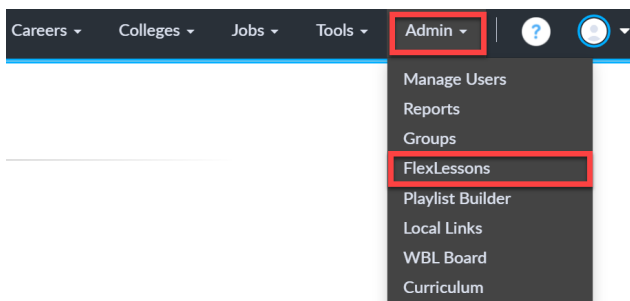 Careers Colleges Jobs Tools Admin ?
Manage Users
Reports
Groups
FlexLessons
Playlist Builder
Local Links
WBL Board
Curriculum